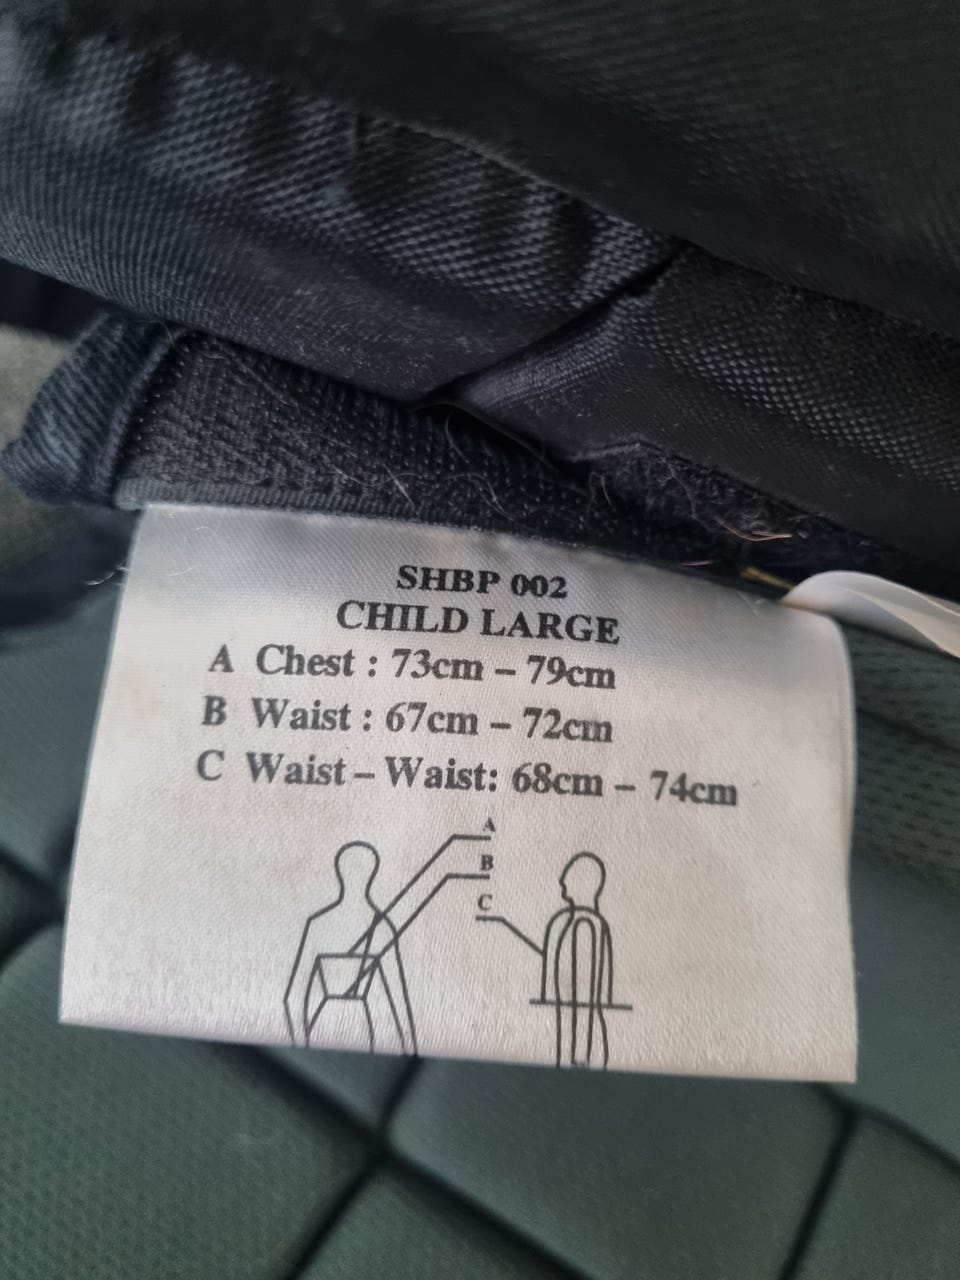 SHBP 002
CHILD LARGE
A Chest : 73cm – 79cm
B Waist : 67cm – 72cm
C Waist – Waist: 68cm – 74cm
A
B
C